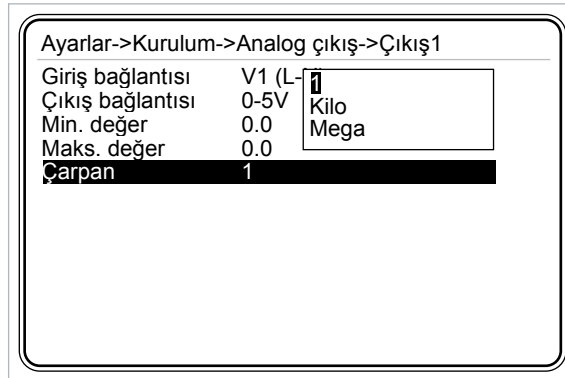 Ayarlar->Kurulum->Analog çıkış->Çıkış1
Giriş bağlantısı V1 (L-
Çıkış bağlantısı 0-5V
Min. değer 0.0
Maks. değer 0.0
Çarpan 1
1
Kilo
Mega